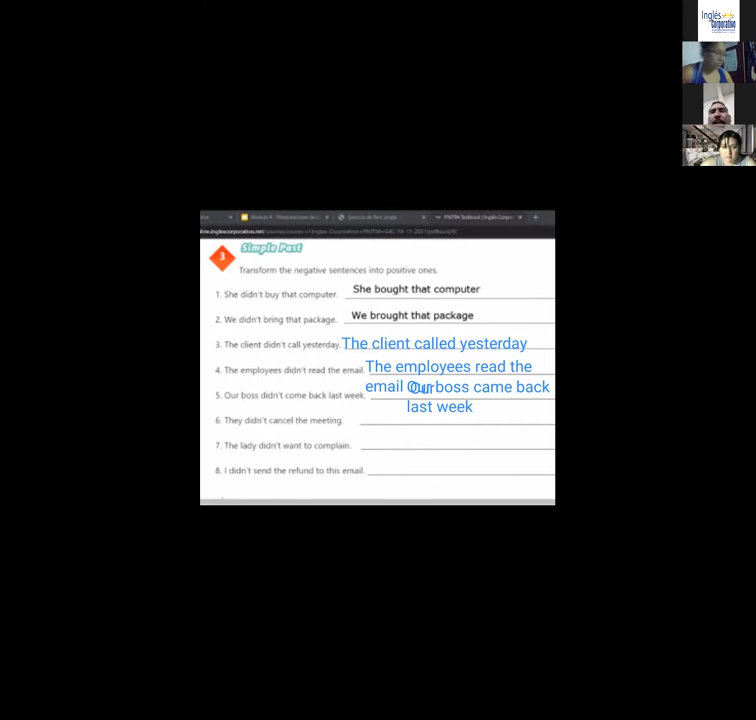 Inglés
Corporativo
3
Simple Past
Transform the negative sentences into positive ones.
1. She didn't buy that computer. She bought that computer
2. We didn't bring that package. We brought that package
3. The client didn't call yesterday. The client called yesterday
4. The employees didn't read the email. The employees read the
email Our
5. Our boss didn't come back last week. Our boss came back
last week
6. They didn't cancel the meeting.
7. The lady didn't want to complain.
8. I didn't send the refund to this email.